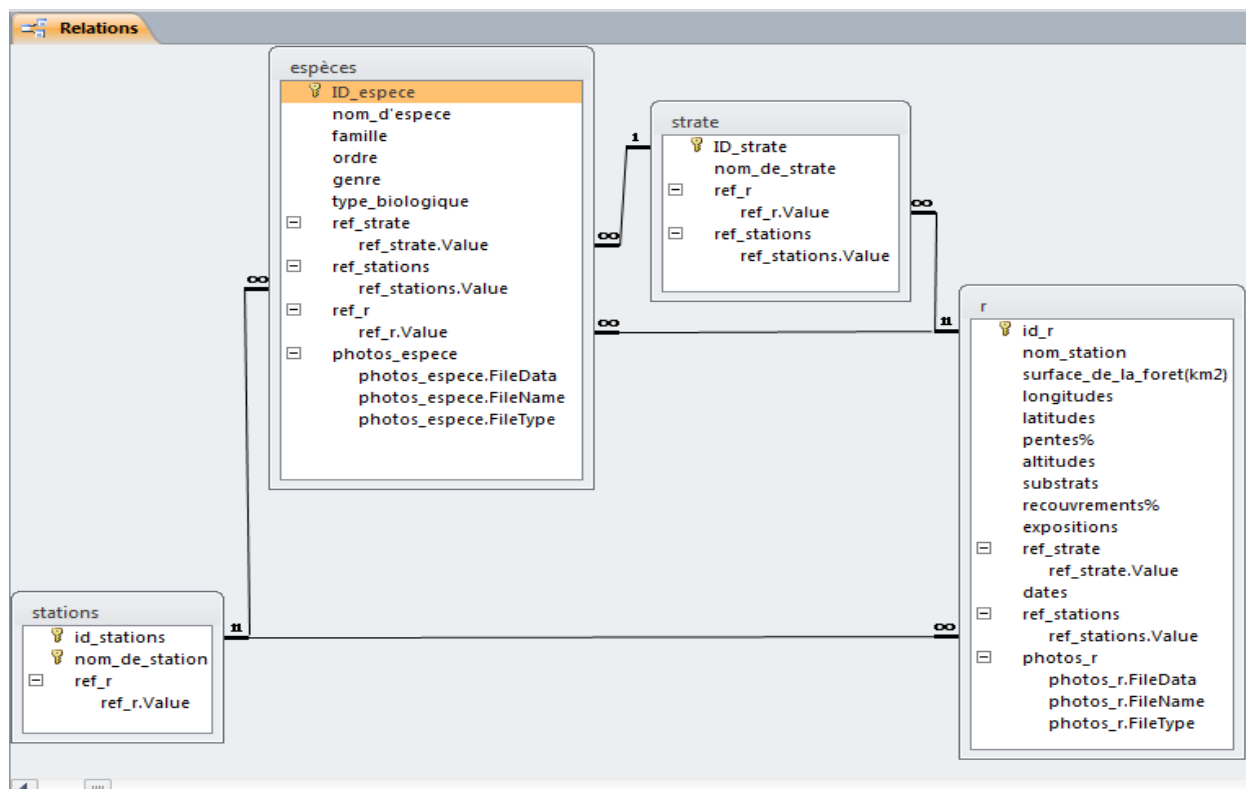 Relations
espèces
ID_espece
nom_d'espece
famille
ordre
genre
type_biologique
ref_strate
ref_strate.Value
ref_stations
ref_stations.Value
ref_r
ref_r.Value
photos_espece
photos_espece.FileData
photos_espece.FileName
photos_espece.FileType
strate
ID_strate
nom_de_strate
ref_r
ref_r.Value
ref_stations
ref_stations.Value
r
id_r
nom_station
surface_de_la_foret(km2)
longitudes
latitudes
pentes%
altitudes
substrats
recouvrements%
expositions
ref_strate
ref_strate.Value
dates
ref_stations
ref_stations.Value
photos_r
photos_r.FileData
photos_r.FileName
photos_r.FileType
stations
id_stations
nom_de_station
ref_r
ref_r.Value
1
∞
∞
∞
∞
11
11
∞